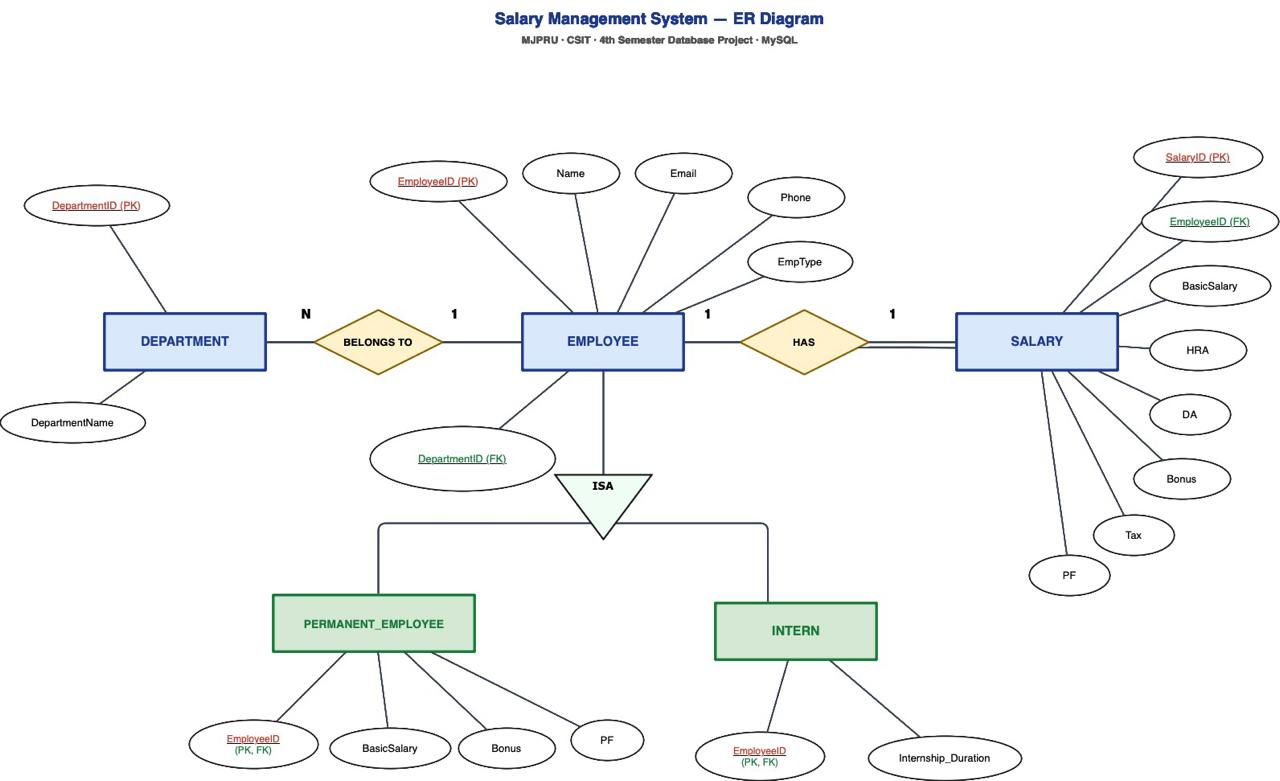 Salary Management System — ER Diagram
MJPRU · CSIT · 4th Semester Database Project · MySQL
SalaryID (PK)
EmployeeID (PK)
Name
Email
Phone
DepartmentID (PK)
EmployeeID (FK)
EmpType
BasicSalary
N
1
1
1
DEPARTMENT
BELONGS TO
EMPLOYEE
HAS
SALARY
HRA
DA
DepartmentName
DepartmentID (FK)
Bonus
ISA
Tax
PF
PERMANENT_EMPLOYEE
INTERN
EmployeeID
(PK, FK)
BasicSalary
Bonus
PF
EmployeeID
(PK, FK)
Internship_Duration